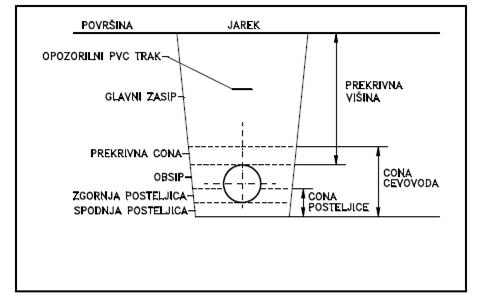 POVRŠINA
JAREK
OPOZORILNI PVC TRAK
GLAVNI ZASIP
PREKRIVNA
VIŠINA
PREKRIVNA CONA
OBSIP
CONA
CEVOVODA
ZGORNJA POSTELJICA
CONA
POSTELJICE
SPODNJA POSTELJICA